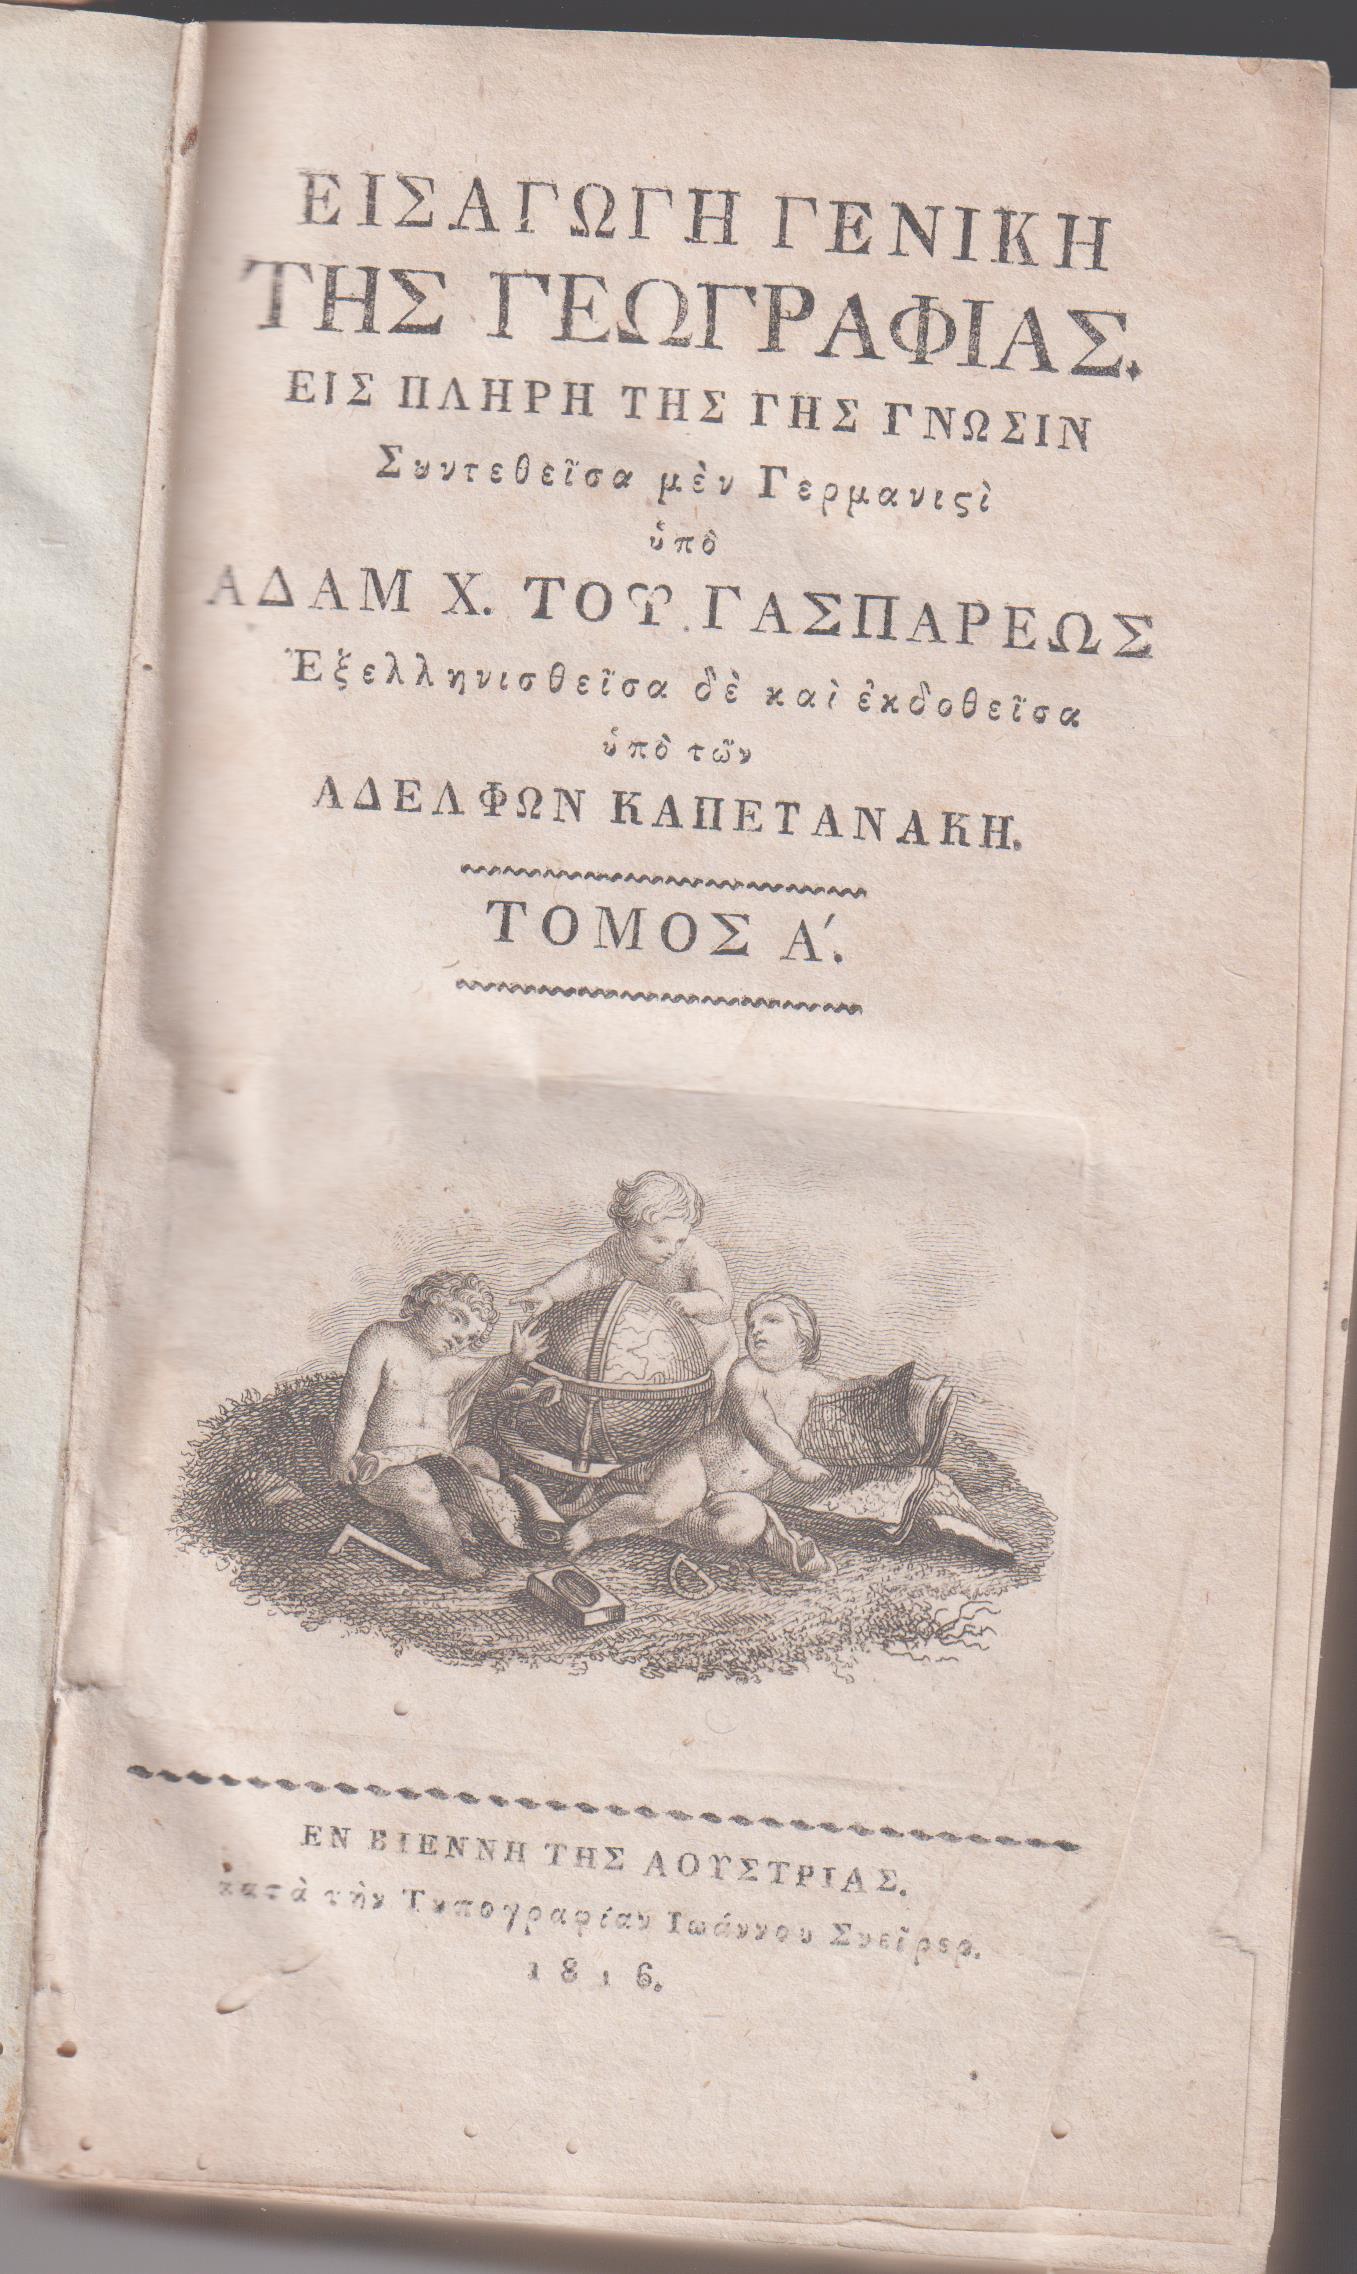 ΕΙΣΑΓΩΓΗ ΓΕΝΙΚΗ
ΤΗΣ ΓΕΩΓΡΑΦΙΑΣ.
ΕΙΣ ΠΛΗΡΗ ΤΗΣ ΓΗΣ ΓΝΩΣΙΝ
Συντεθεῖσα μὲν Γερμανιϛὶ
ὑπὸ
ΑΔΑΜ Χ. ΤΟΥ ΓΑΣΠΑΡΕΩΣ
Ἐξελληνισθεῖσα δὲ καὶ ἐκδοθεῖσα
ὑπὸ τῶν
ΑΔΕΛΦΩΝ ΚΑΠΕΤΑΝΑΚΗ.
ΤΟΜΟΣ Α΄.
ΕΝ ΒΙΕΝΝΗ ΤΗΣ ΑΟΥΣΤΡΙΑΣ.
κατὰ τὴν Τυπογραφίαν Ἰωάννου Σνεῖρερ.
1816.